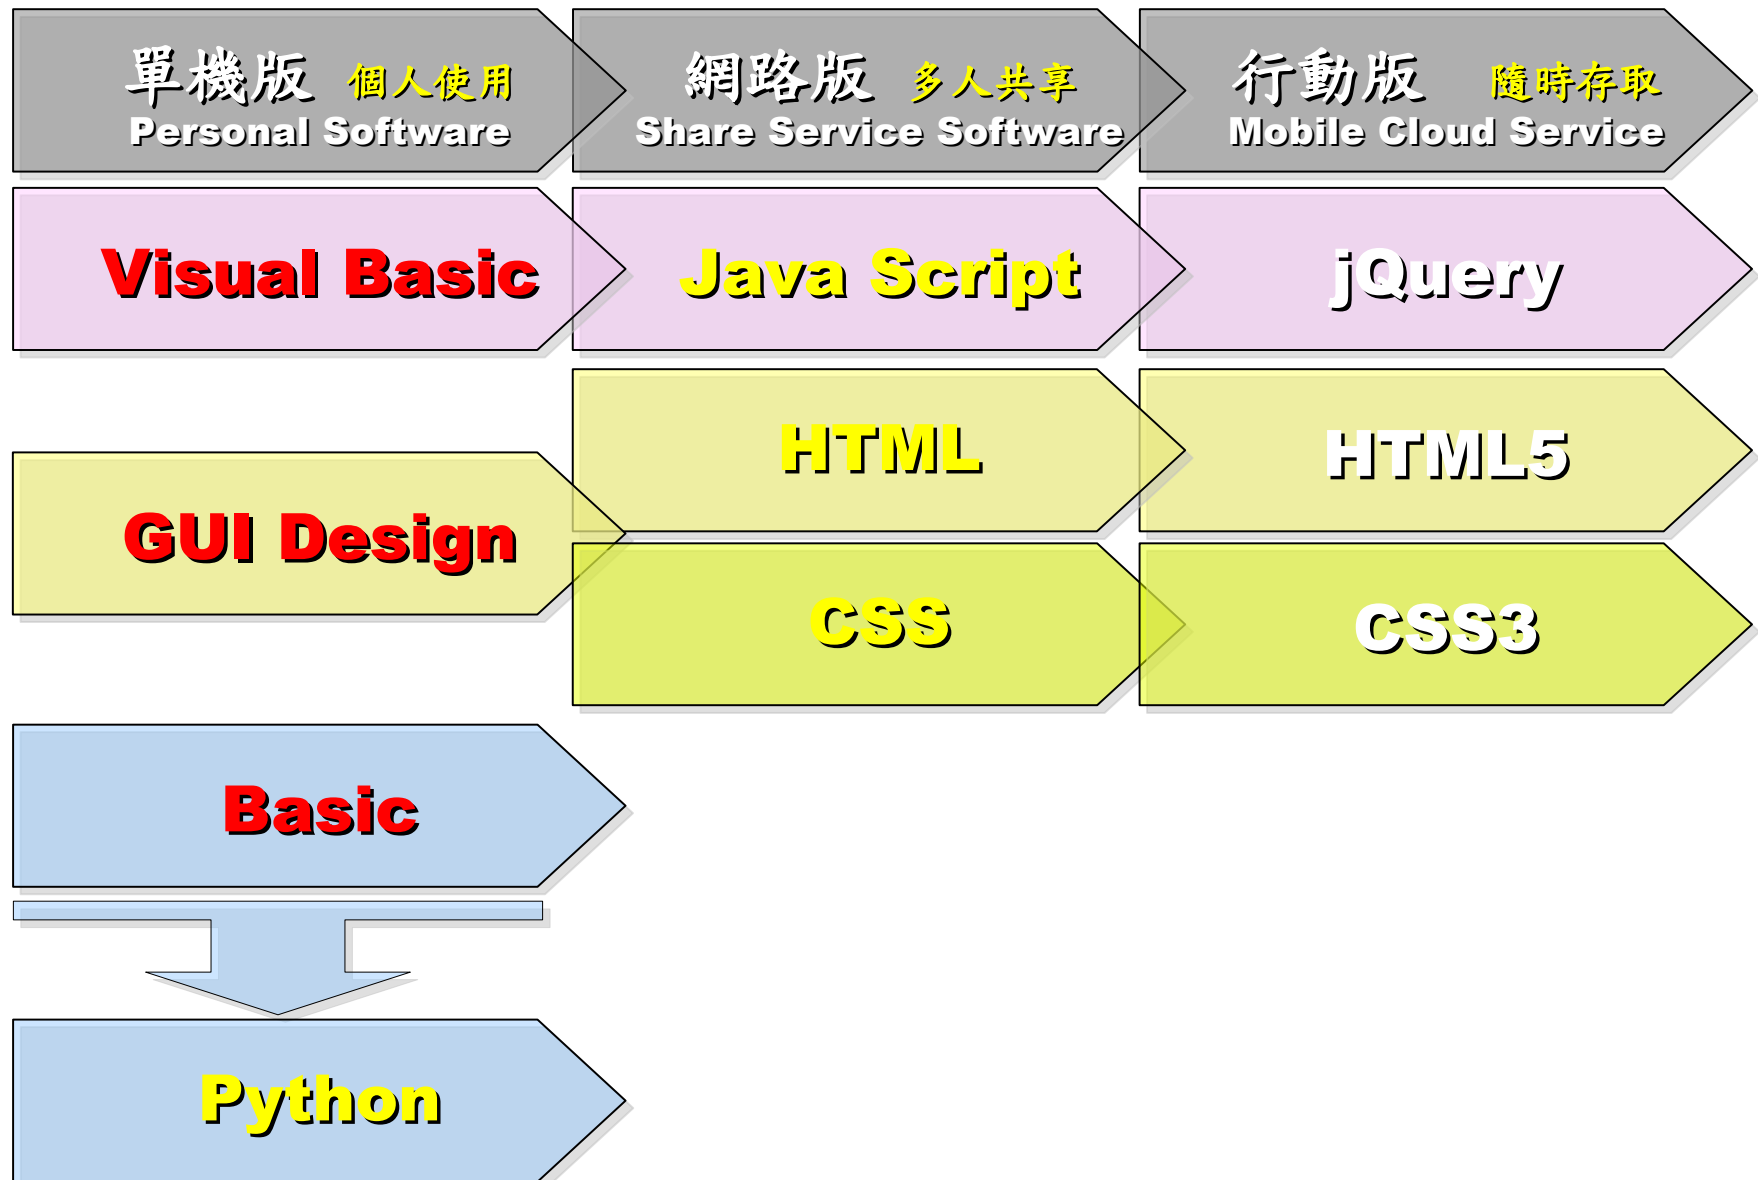 單機版 個人使用
Personal Software
網路版 多人共享
Share Service Software
行動版 隨時存取
Mobile Cloud Service
Visual Basic
Java Script
jQuery
HTML
HTML5
GUI Design
CSS
CSS3
Basic
Python